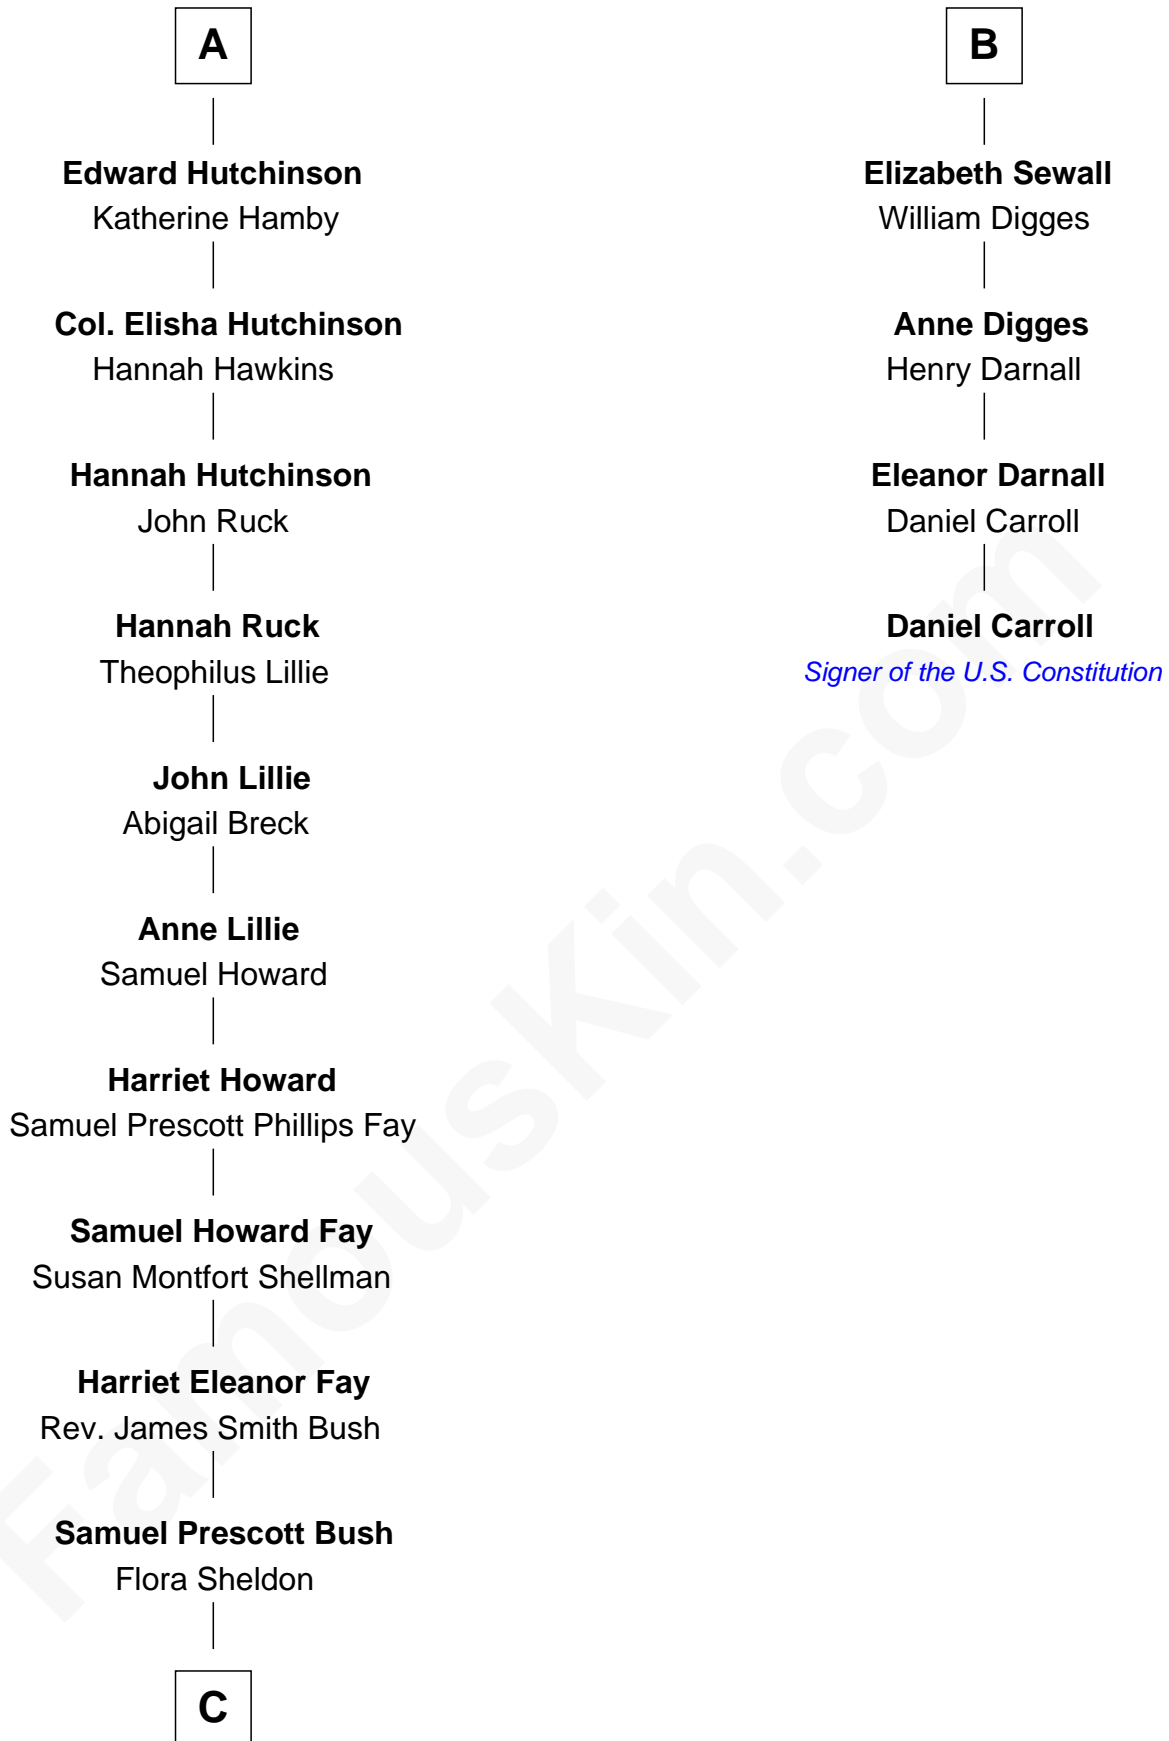 A
Edward Hutchinson
Katherine Hamby
Col. Elisha Hutchinson
Hannah Hawkins
Hannah Hutchinson
John Ruck
Hannah Ruck
Theophilus Lillie
John Lillie
Abigail Breck
Anne Lillie
Samuel Howard
Harriet Howard
Samuel Prescott Phillips Fay
Samuel Howard Fay
Susan Montfort Shellman
Harriet Eleanor Fay
Rev. James Smith Bush
Samuel Prescott Bush
Flora Sheldon
C
B
Elizabeth Sewall
William Digges
Anne Digges
Henry Darnall
Eleanor Darnall
Daniel Carroll
Daniel Carroll
Signer of the U.S. Constitution
FamousKin.com